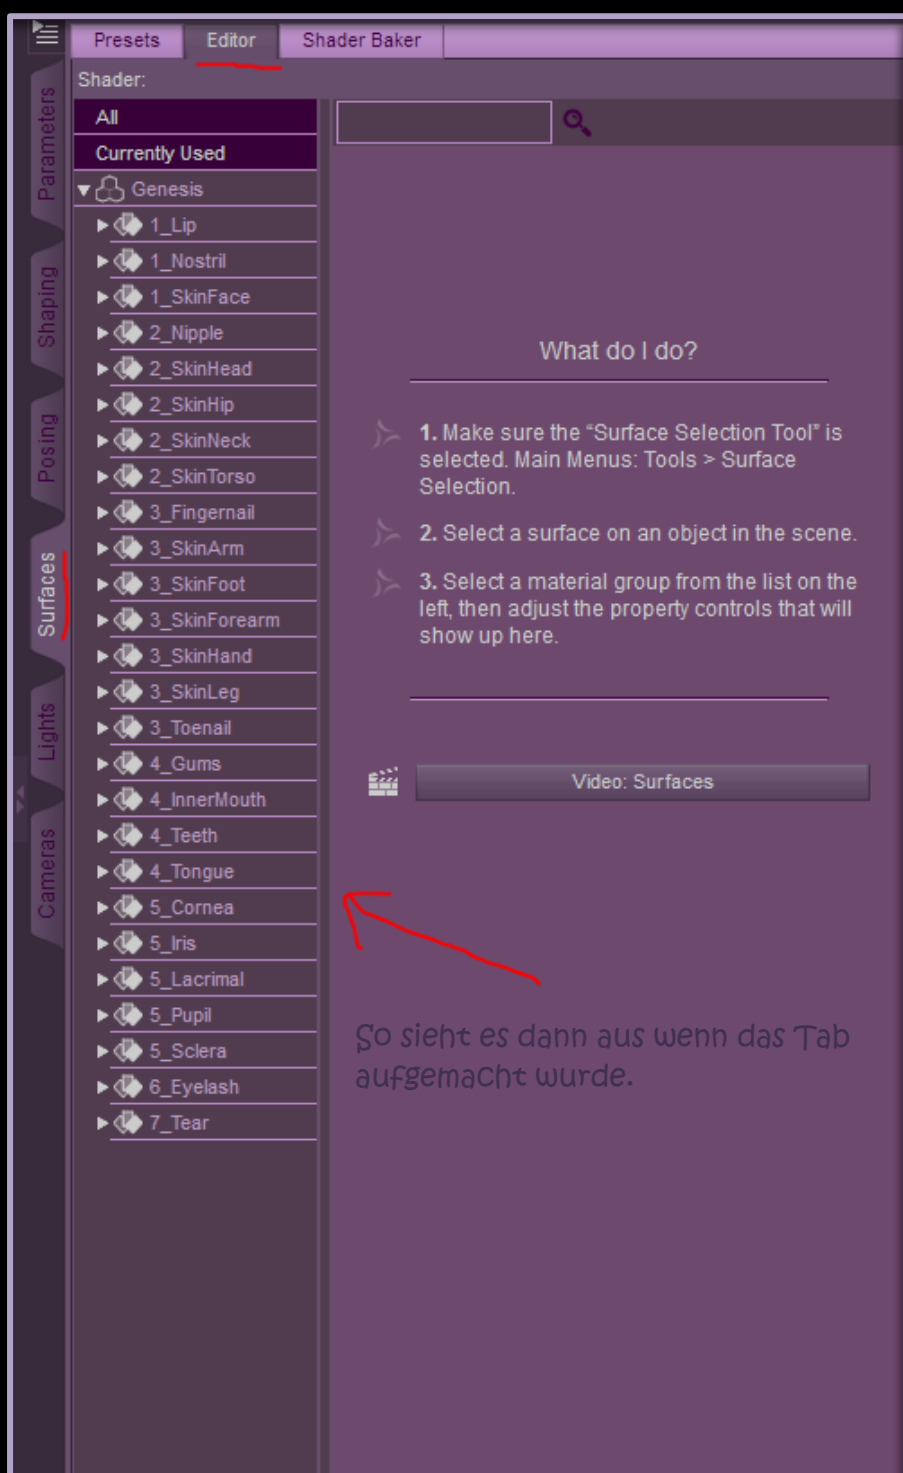 Presets Editor Shader Baker
Shader:
All
Currently Used
Genesis
1_Lip
1_Nostril
1_SkinFace
2_Nipple
2_SkinHead
2_SkinHip
2_SkinNeck
2_SkinTorso
3_Fingernail
3_SkinArm
3_SkinFoot
3_SkinForearm
3_SkinHand
3_SkinLeg
3_Toenail
4_Gums
4_InnerMouth
4_Teeth
4_Tongue
5_Cornea
5_Iris
5_Lacrimal
5_Pupil
5_Sclera
6_Eyelash
7_Tear
Parameters
Shaping
Posing
Surfaces
Lights
Cameras
What do I do?
1. Make sure the “Surface Selection Tool” is
selected. Main Menus: Tools > Surface
Selection.
2. Select a surface on an object in the scene.
3. Select a material group from the list on the
left, then adjust the property controls that will
show up here.
Video: Surfaces
So sieht es dann aus wenn das Tab
aufgemacht wurde.